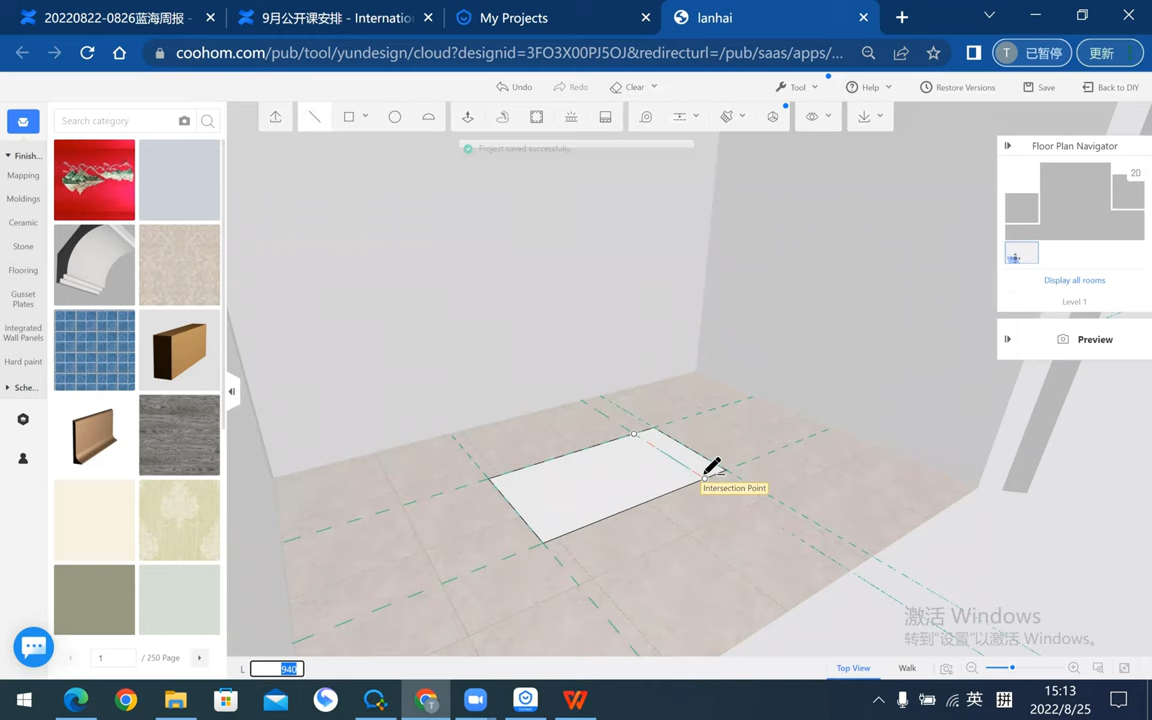 20220822-0826蓝海周报
9月公开课安排 - Internatio
My Projects
lanhai
coohom.com/pub/tool/yundesign/cloud?designid=3FO3X00PJ5OJ&redirecturl=/pub/saas/apps/...
T 已暂停
更新
Undo
Redo
Clear
Tool
Help
Restore Versions
Save
Back to DIY
Search category
Project saved successfully.
Finish...
Mapping
Moldings
Ceramic
Stone
Flooring
Gusset
Plates
Integrated
Wall Panels
Hard paint
Sche...
Floor Plan Navigator
2D
Display all rooms
Level 1
Preview
Intersection Point
激活 Windows
转到"设置"以激活 Windows。
1
/ 250 Page
L
940
Top View
Walk
英
拼
15:13
2022/8/25